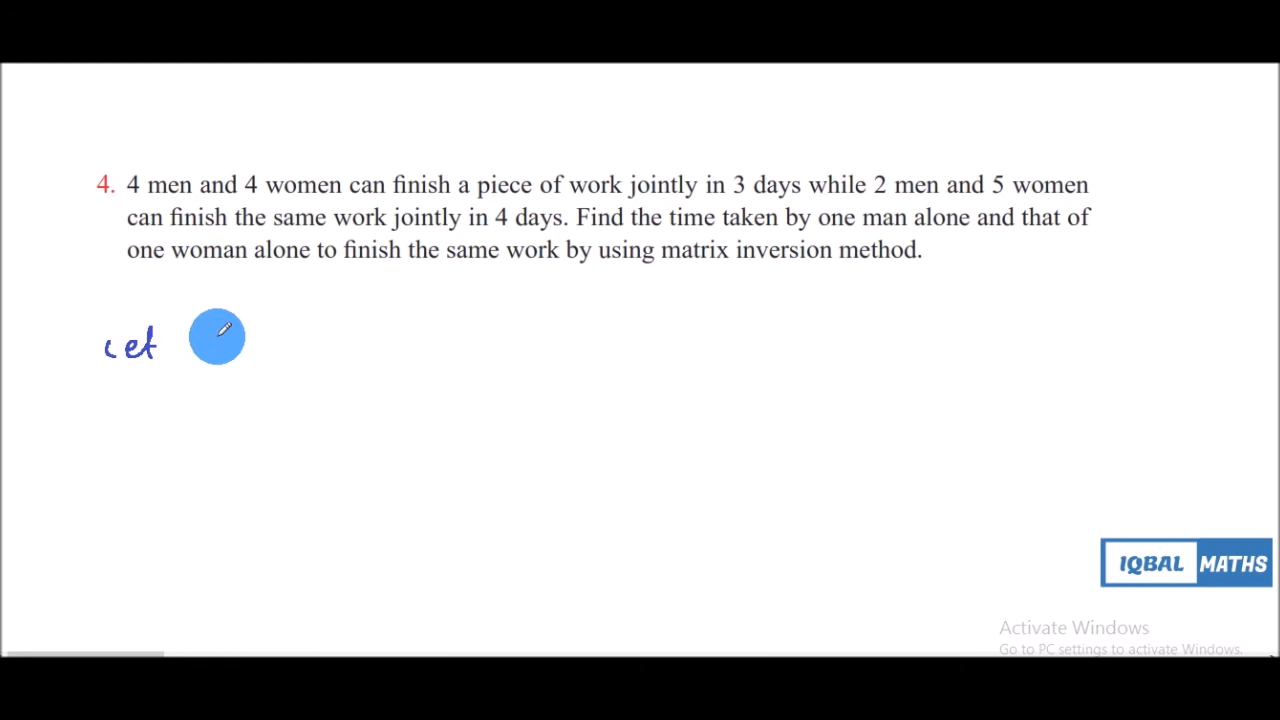 4. 4 men and 4 women can finish a piece of work jointly in 3 days while 2 men and 5 women
can finish the same work jointly in 4 days. Find the time taken by one man alone and that of
one woman alone to finish the same work by using matrix inversion method.
Let
IQBAL MATHS
Activate Windows
Go to PC settings to activate Windows.